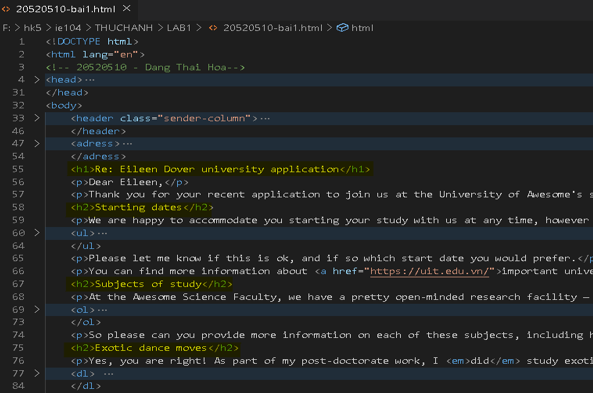 20520510-bai1.html
F: > hk5 > ie104 > THUCHANH > LAB1 > 20520510-bai1.html > html
1 <!DOCTYPE html>
2 <html lang="en">
3 <!-- 20520510 - Dang Thai Hoa-->
4 <head>···
31 </head>
32 <body>
33 <header class="sender-column">···
46 </header>
47 <adress>···
54 </adress>
55 <h1>Re: Eileen Dover university application</h1>
56 <p>Dear Eileen,</p>
57 <p>Thank you for your recent application to join us at the University of Awesome's s
58 <h2>Starting dates</h2>
59 <p>We are happy to accommodate you starting your study with us at any time, however
60 <ul>···
64 </ul>
65 <p>Please let me know if this is ok, and if so which start date you would prefer.</p
66 <p>You can find more information about <a href="https://uit.edu.vn/">important unive
67 <h2>Subjects of study</h2>
68 <p>At the Awesome Science Faculty, we have a pretty open-minded research facility —
69 <ol>···
73 </ol>
74 <p>So please can you provide more information on each of these subjects, including h
75 <h2>Exotic dance moves</h2>
76 <p>Yes, you are right! As part of my post-doctorate work, I <em>did</em> study exoti
77 <dl> ···
84 </dl>